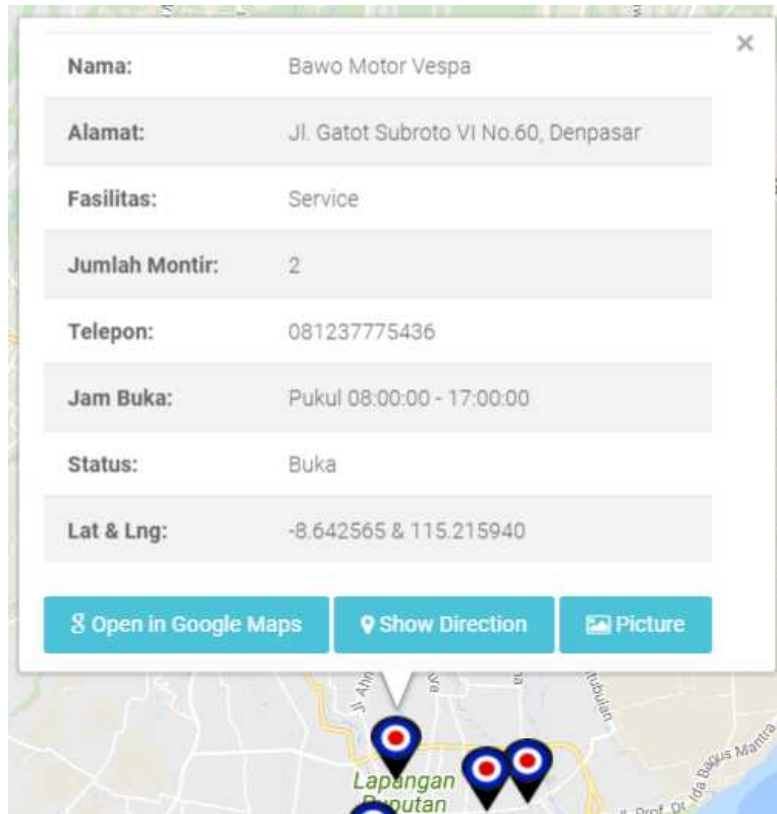 Nama: Bawo Motor Vespa
Alamat: Jl. Gatot Subroto VI No.60, Denpasar
Fasilitas: Service
Jumlah Montir: 2
Telepon: 081237775436
Jam Buka: Pukul 08:00:00 - 17:00:00
Status: Buka
Lat & Lng: -8.642565 & 115.215940
Open in Google Maps Show Direction Picture
Lapangan
Puputan